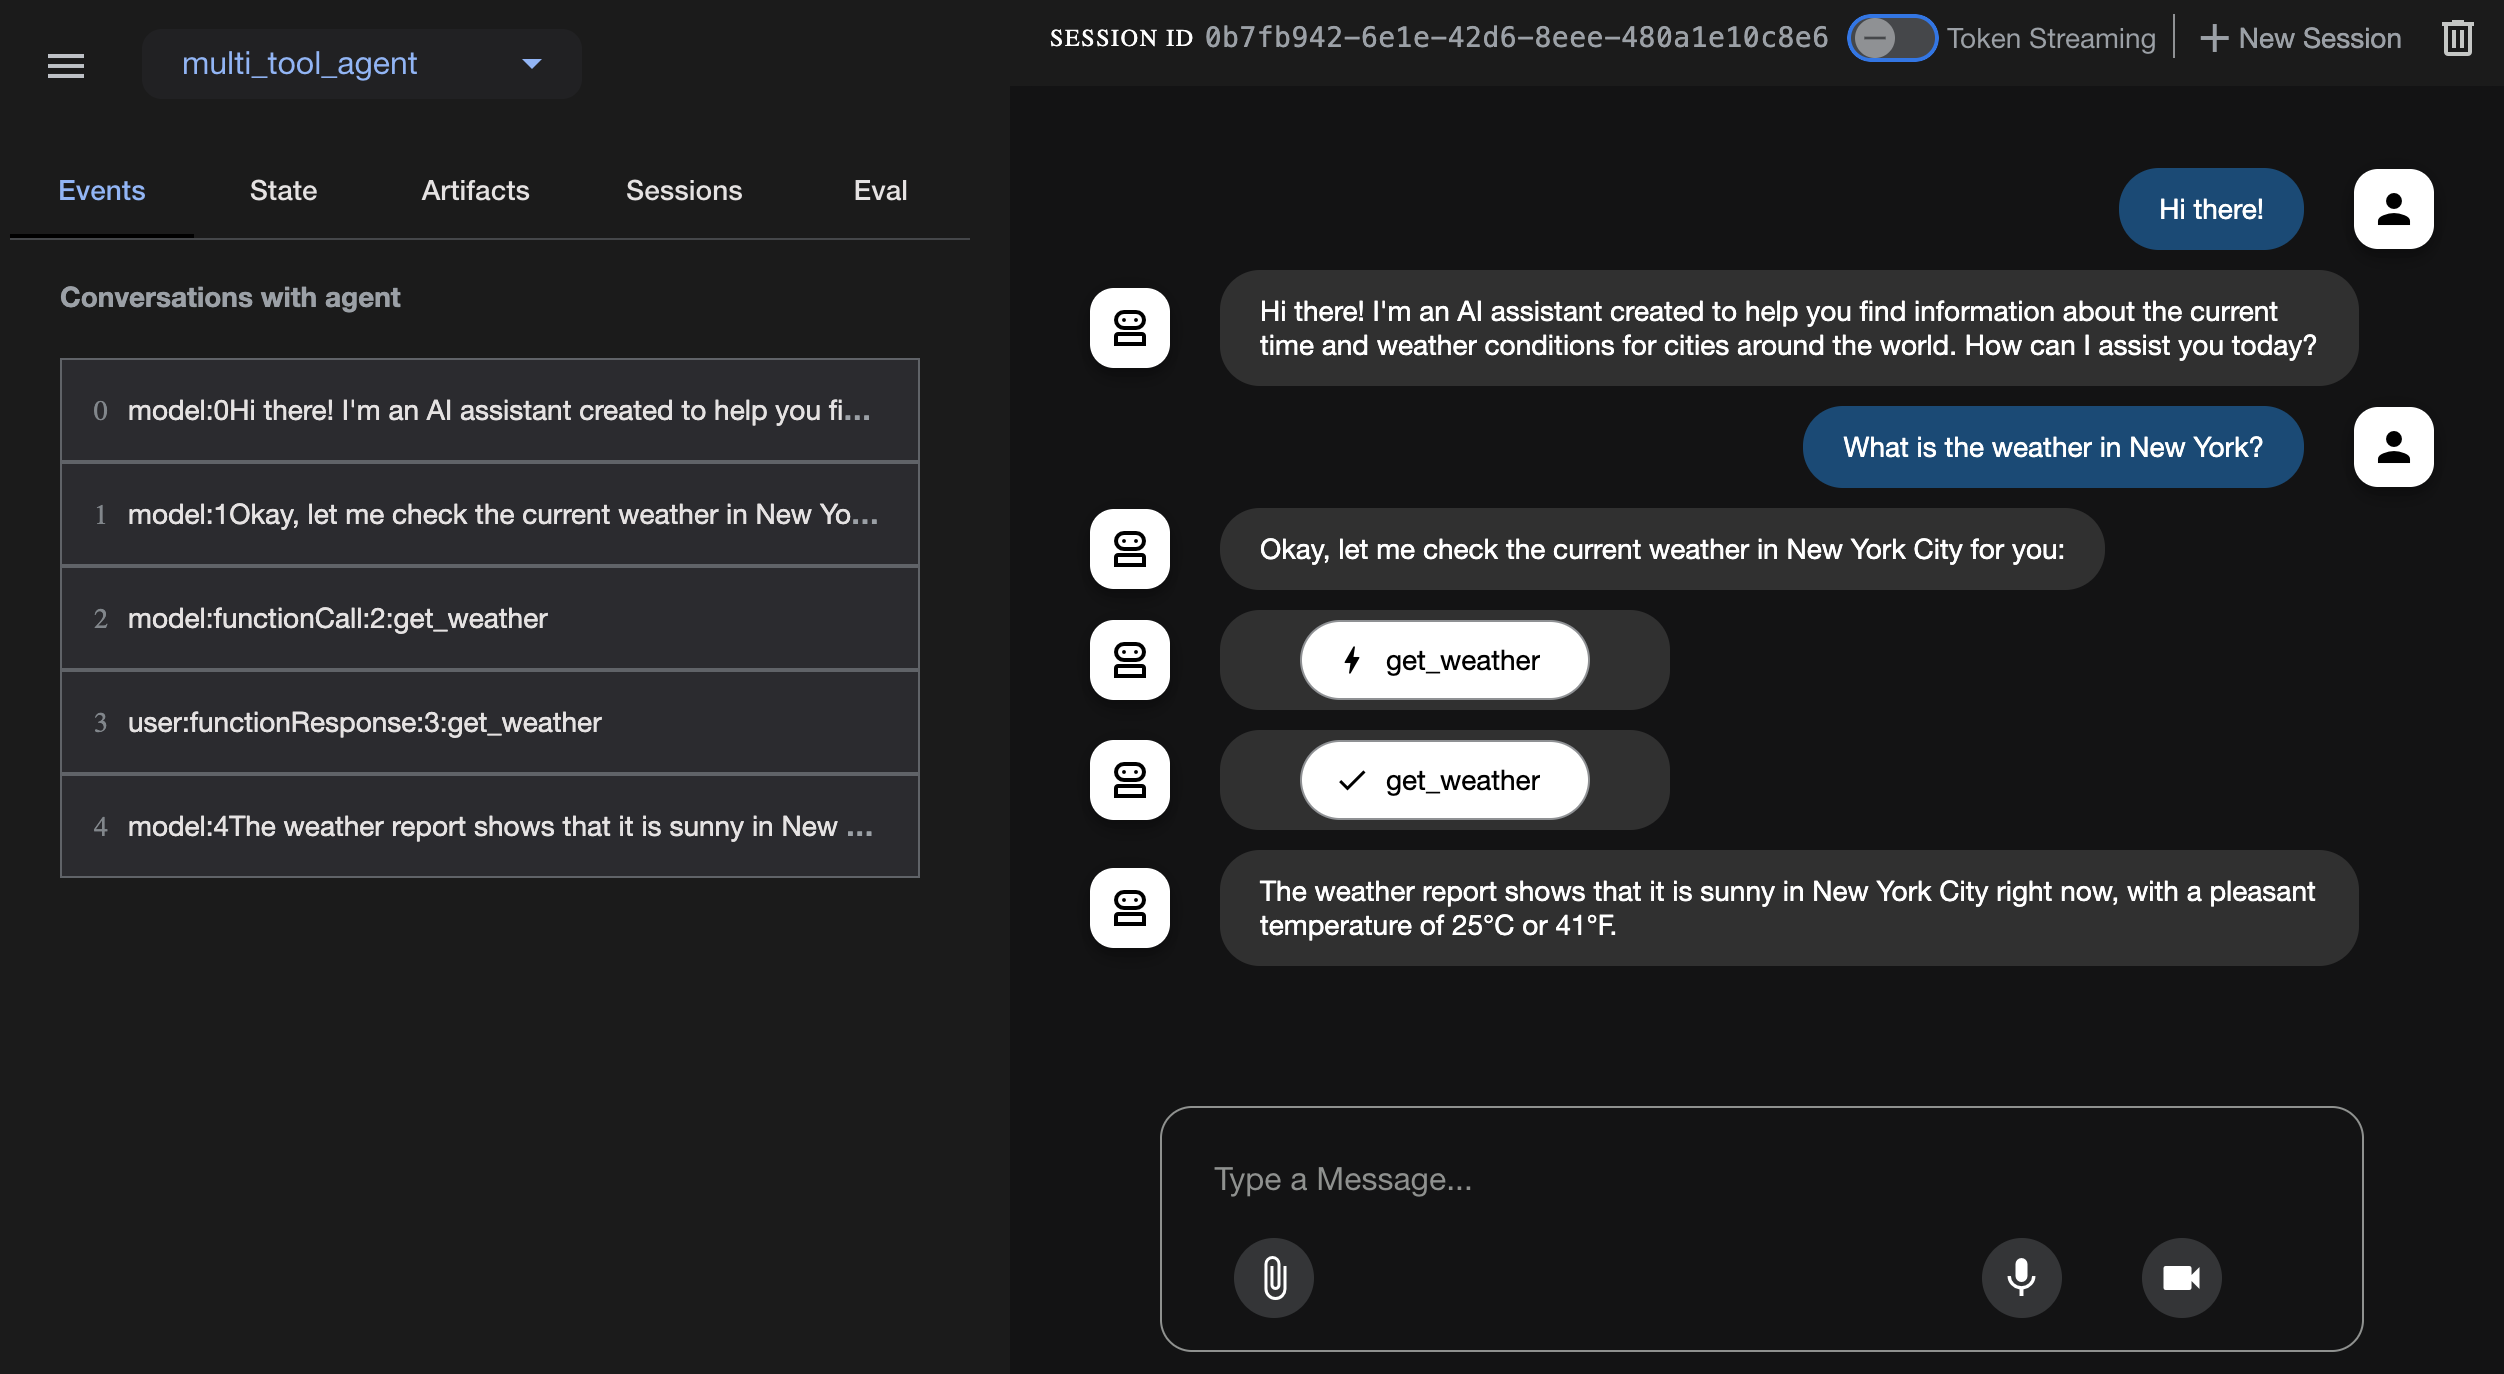 multi_tool_agent
SESSION ID 0b7fb942-6e1e-42d6-8eee-480a1e10c8e6 Token Streaming New Session
Events State Artifacts Sessions Eval
Conversations with agent
0 model:0Hi there! I'm an AI assistant created to help you fi...
1 model:1Okay, let me check the current weather in New Yo...
2 model:functionCall:2:get_weather
3 user:functionResponse:3:get_weather
4 model:4The weather report shows that it is sunny in New ...
Hi there!
Hi there! I'm an AI assistant created to help you find information about the current
time and weather conditions for cities around the world. How can I assist you today?
What is the weather in New York?
Okay, let me check the current weather in New York City for you:
get_weather
get_weather
The weather report shows that it is sunny in New York City right now, with a pleasant
temperature of 25°C or 41°F.
Type a Message...